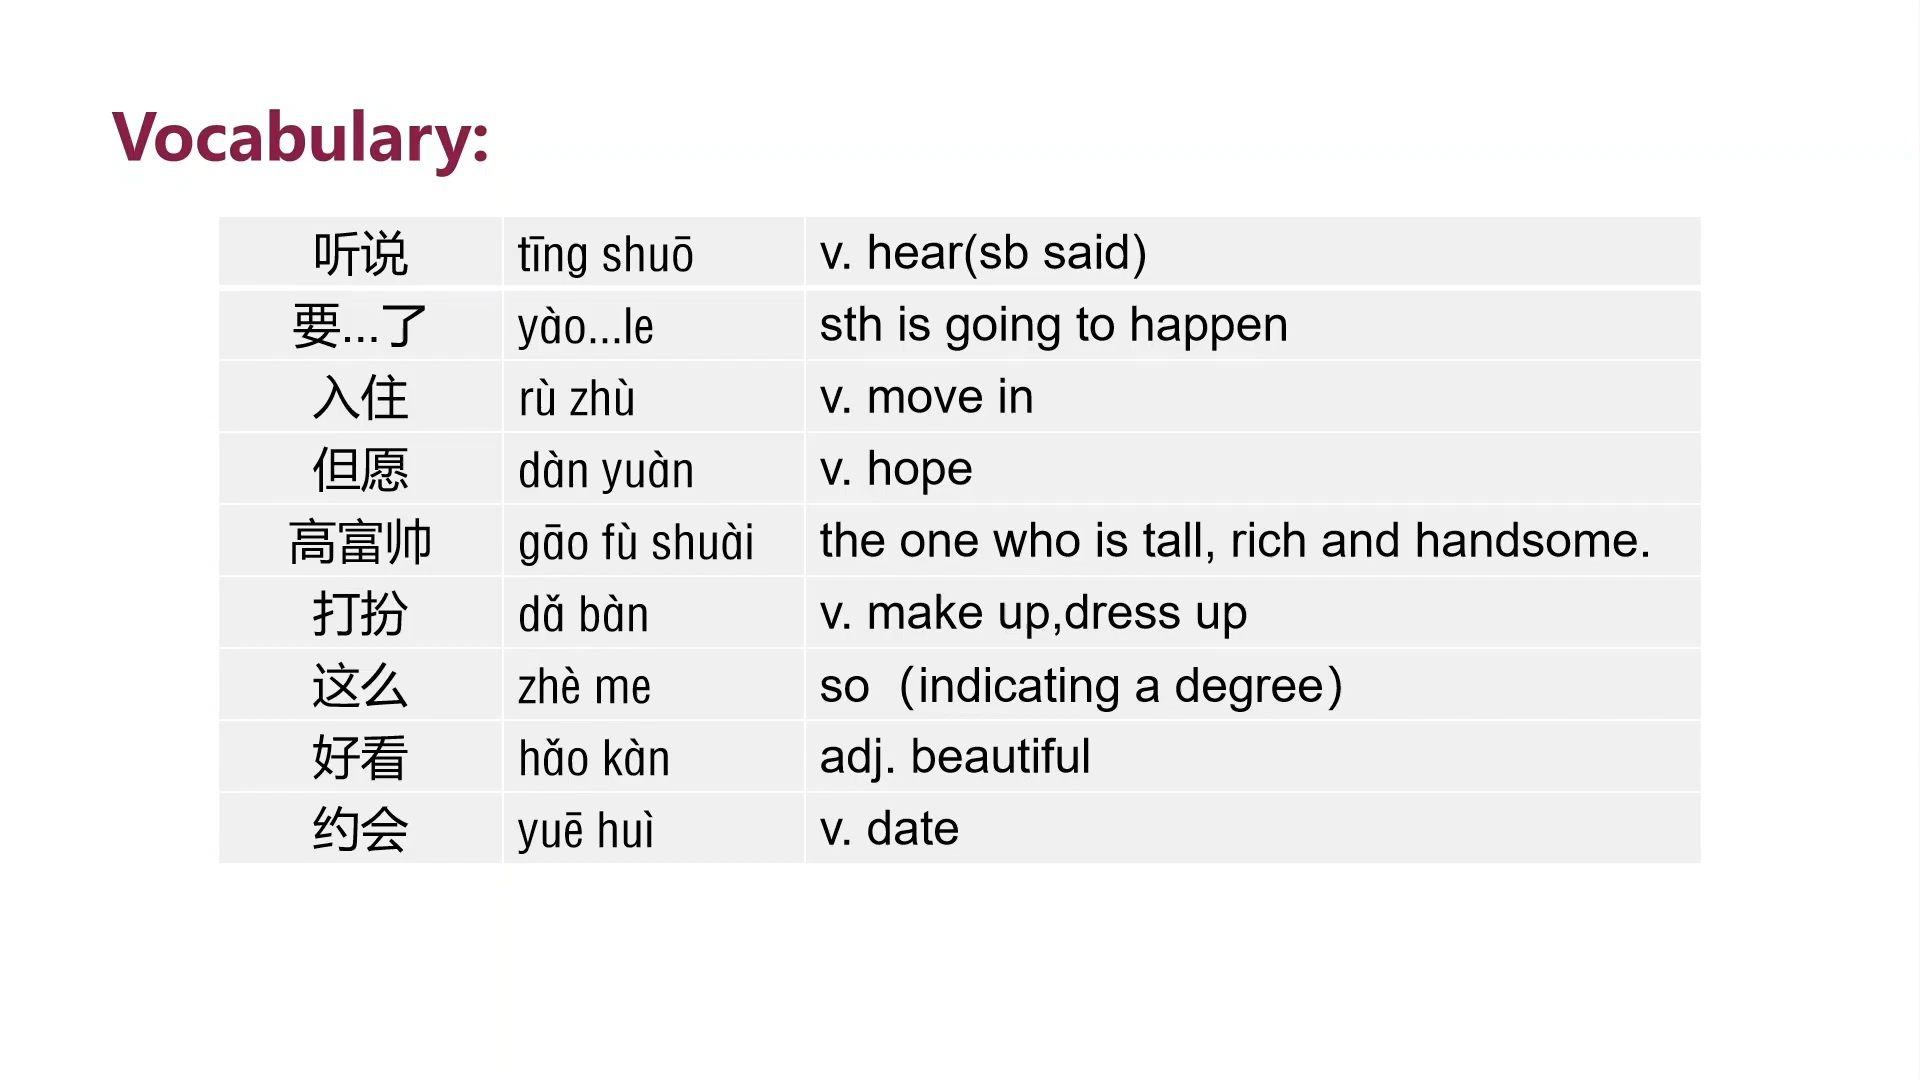 Vocabulary:
听说 tīng shuō v. hear(sb said)
要...了 yào...le sth is going to happen
入住 rù zhù v. move in
但愿 dàn yuàn v. hope
高富帅 gāo fù shuài the one who is tall, rich and handsome.
打扮 dǎ bàn v. make up,dress up
这么 zhè me so（indicating a degree）
好看 hǎo kàn adj. beautiful
约会 yuē huì v. date